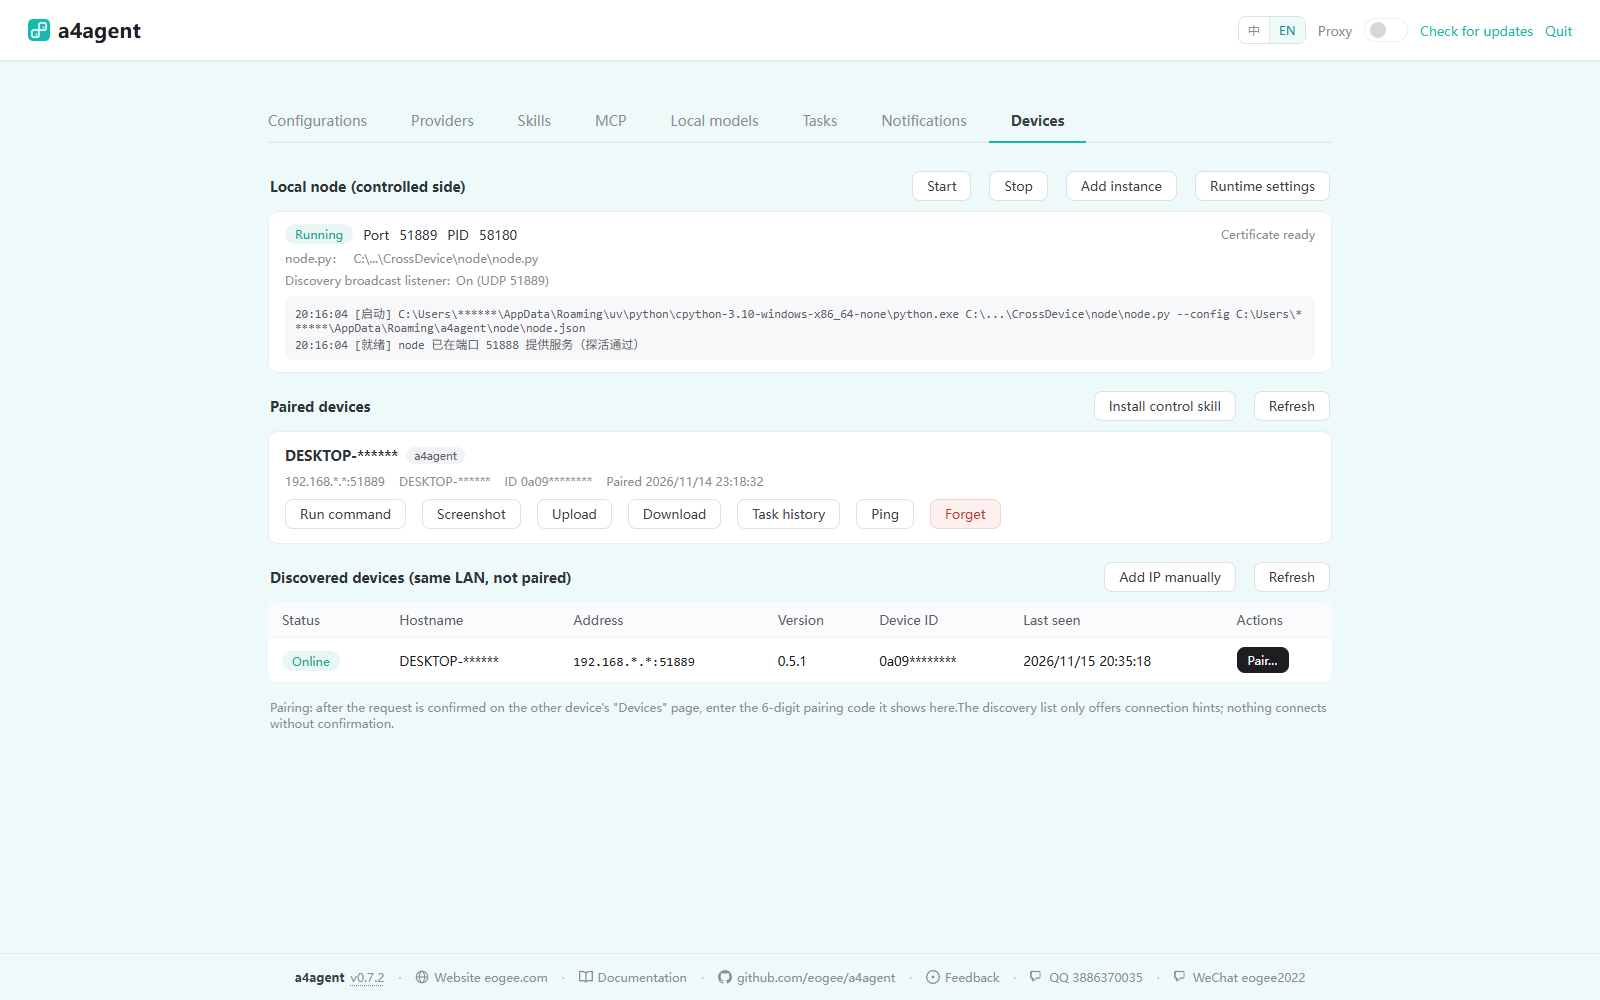 a4agent
中 EN Proxy Check for updates Quit
Configurations Providers Skills MCP Local models Tasks Notifications Devices
Local node (controlled side) Start Stop Add instance Runtime settings
Running Port 51889 PID 58180 Certificate ready
node.py: C:\...\CrossDevice\node\node.py
Discovery broadcast listener: On (UDP 51889)
20:16:04 [启动] C:\Users\******\AppData\Roaming\uv\python\cpython-3.10-windows-x86_64-none\python.exe C:\...\CrossDevice\node\node.py --config C:\Users\*
*****\AppData\Roaming\a4agent\node\node.json
20:16:04 [就绪] node 已在端口 51888 提供服务（探活通过）
Paired devices Install control skill Refresh
DESKTOP-****** a4agent
192.168.*.*:51889 DESKTOP-****** ID 0a09******** Paired 2026/11/14 23:18:32
Run command Screenshot Upload Download Task history Ping Forget
Discovered devices (same LAN, not paired) Add IP manually Refresh
Status Hostname Address Version Device ID Last seen Actions
Online DESKTOP-****** 192.168.*.*:51889 0.5.1 0a09******** 2026/11/15 20:35:18 Pair...
Pairing: after the request is confirmed on the other device's "Devices" page, enter the 6-digit pairing code it shows here.The discovery list only offers connection hints; nothing connects
without confirmation.
a4agent v0.7.2 · Website eogee.com · Documentation · github.com/eogee/a4agent · Feedback · QQ 3886370035 · WeChat eogee2022